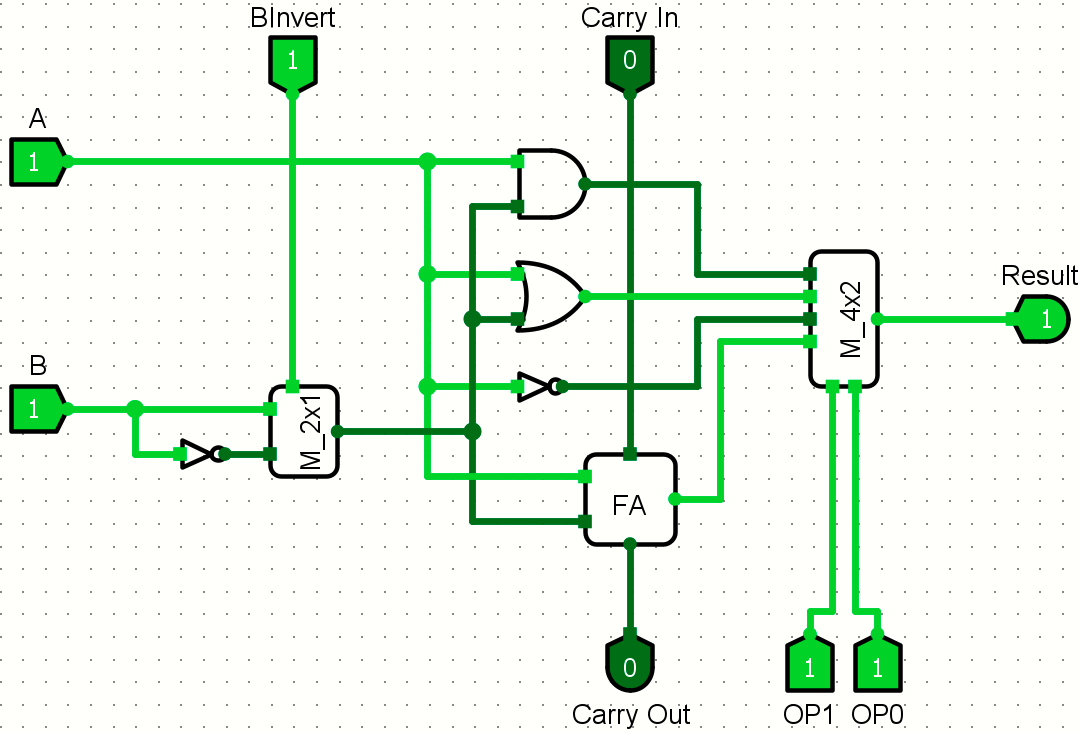 BInvert
Carry In
1
0
A
1
B
1
M_2x1
M_4x2
Result
1
FA
0
Carry Out
1
1
OP1
OP0